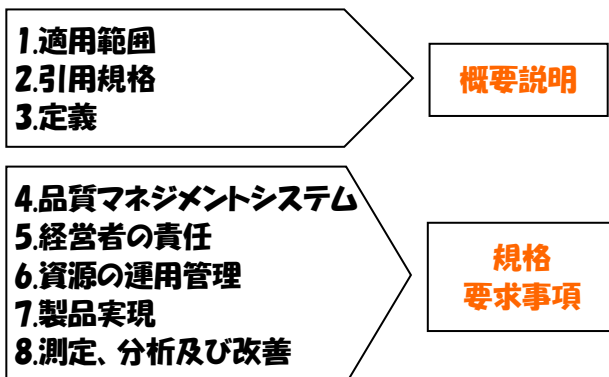 1.適用範囲
2.引用規格
3.定義
概要説明
4.品質マネジメントシステム
5.経営者の責任
6.資源の運用管理
7.製品実現
8.測定、分析及び改善
規格
要求事項